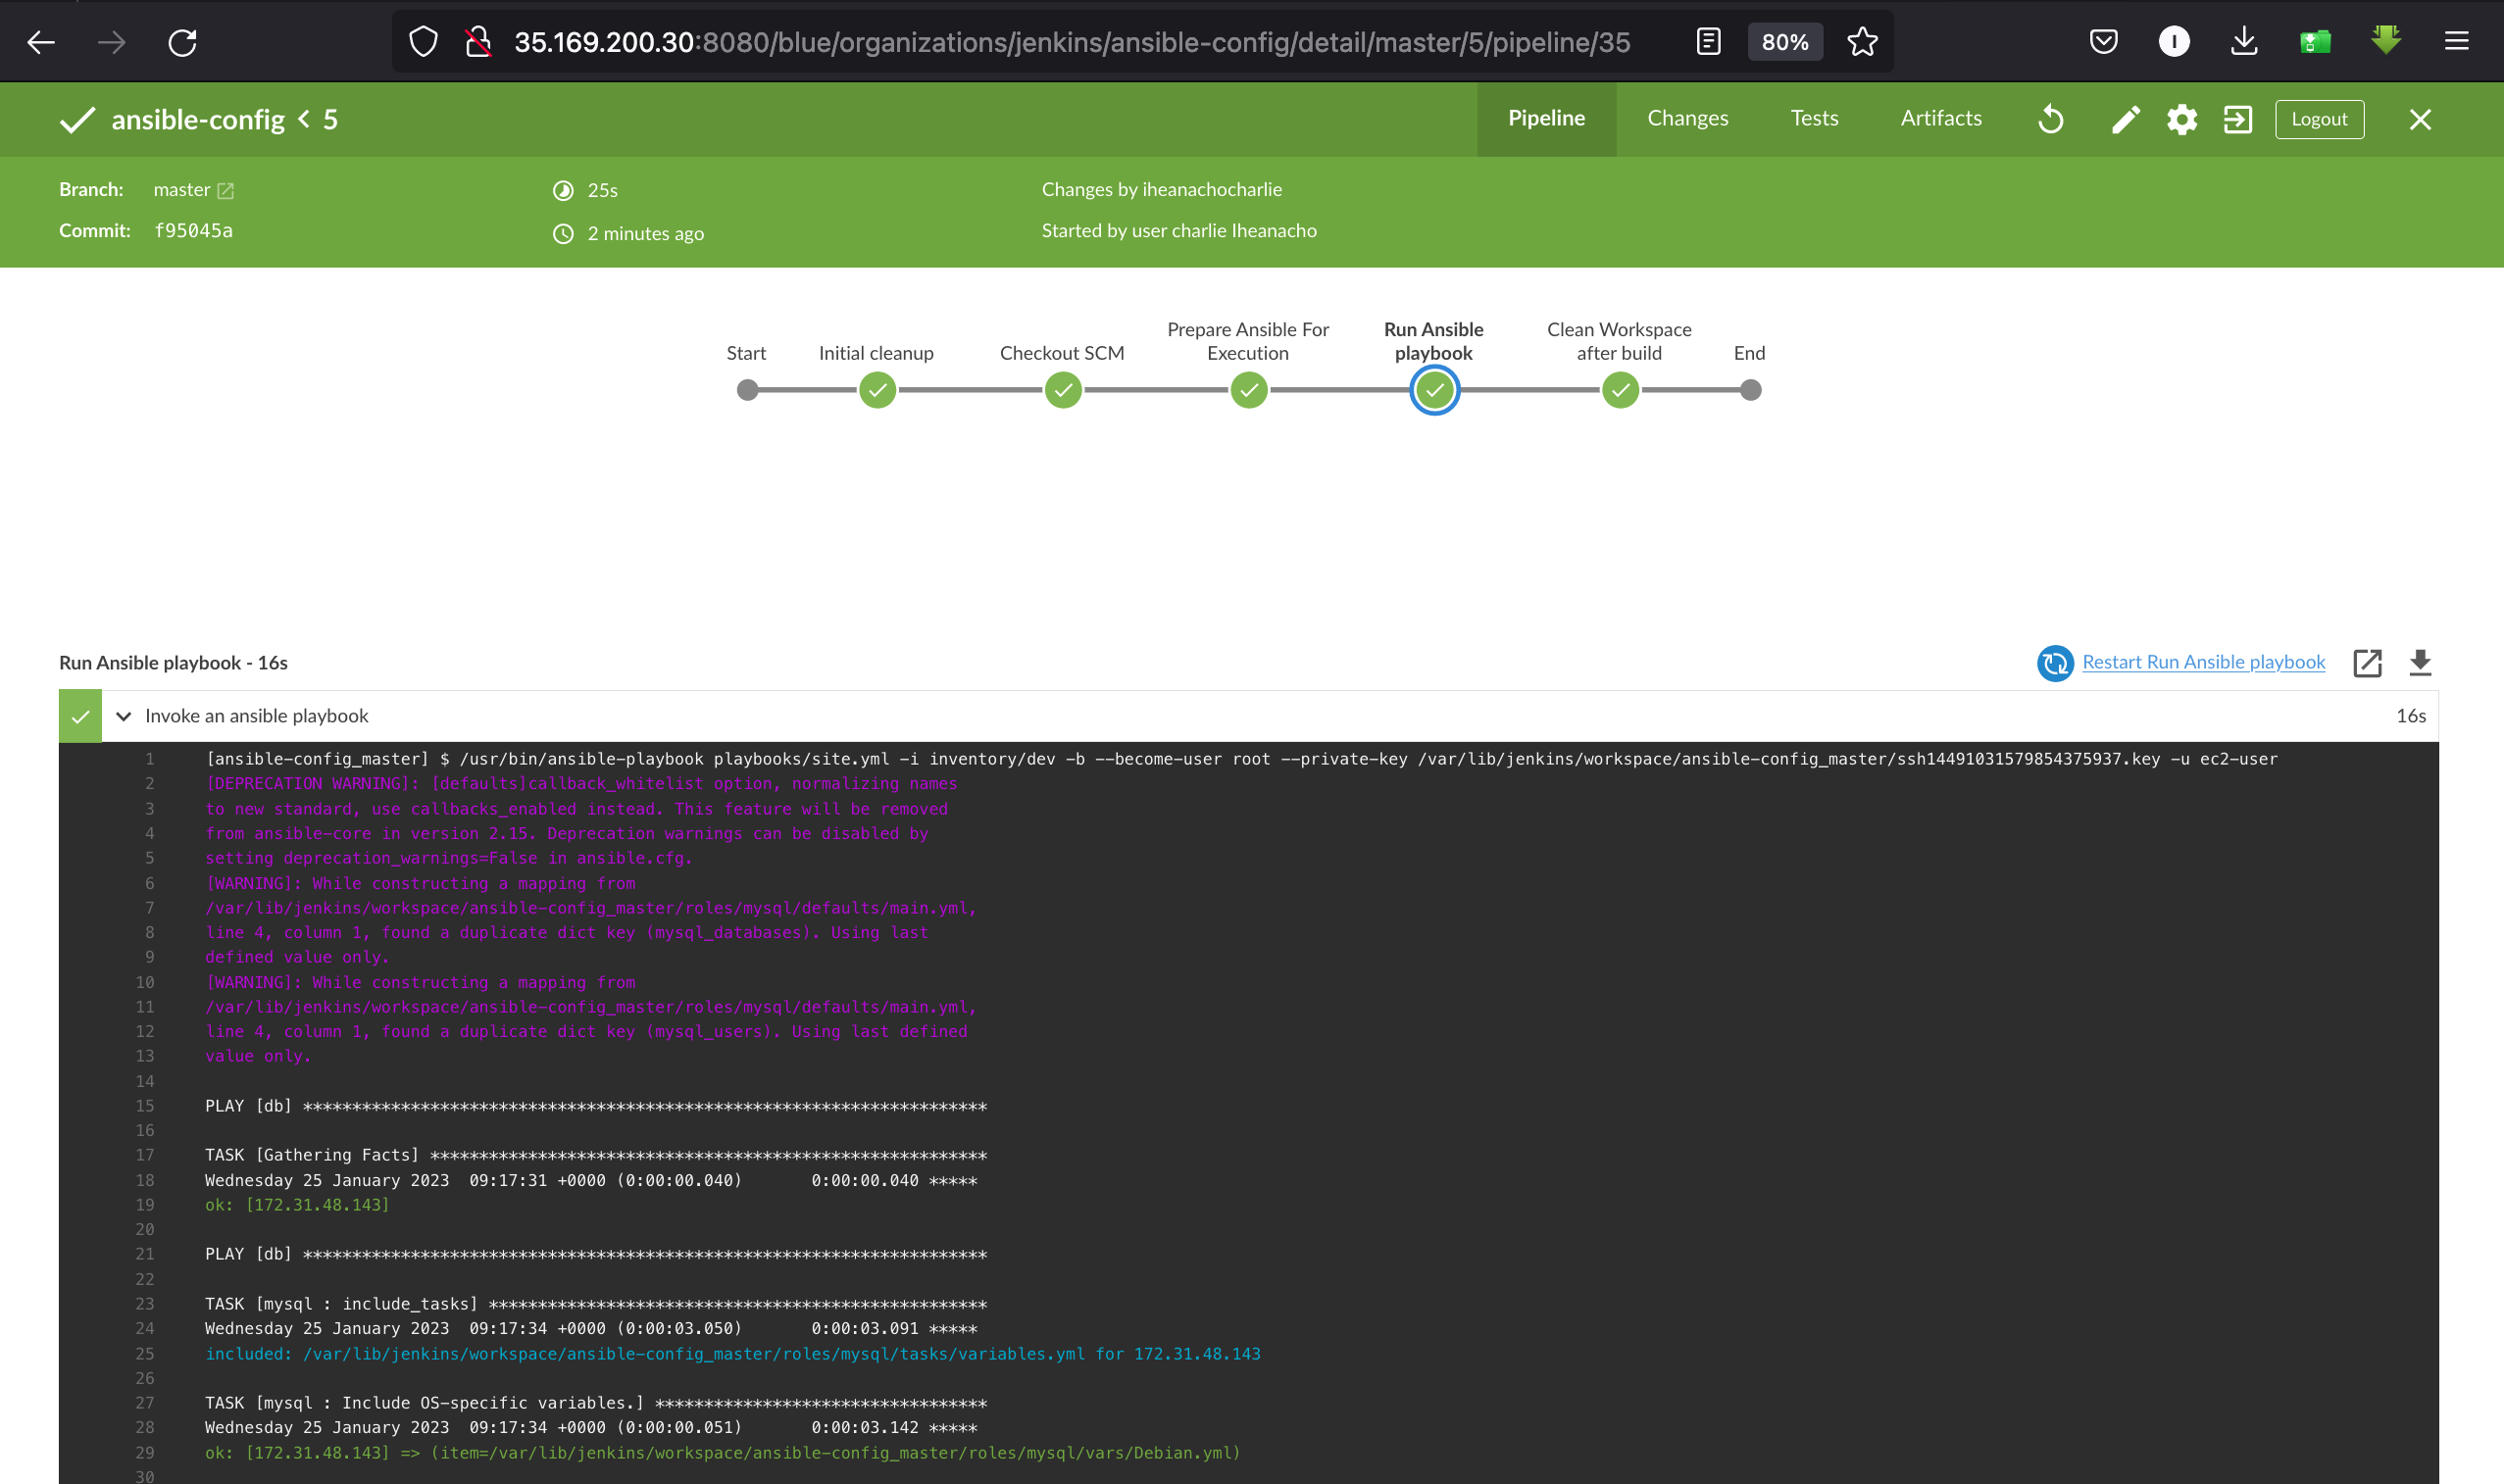 35.169.200.30:8080/blue/organizations/jenkins/ansible-config/detail/master/5/pipeline/35
80%
I
ansible-config < 5
Pipeline
Changes
Tests
Artifacts
Logout
Branch: master
25s
Changes by iheanachocharlie
Commit: f95045a
2 minutes ago
Started by user charlie Iheanacho
Start
Initial cleanup
Checkout SCM
Prepare Ansible For
Execution
Run Ansible
playbook
Clean Workspace
after build
End
Run Ansible playbook - 16s
Restart Run Ansible playbook
Invoke an ansible playbook
16s
1 [ansible-config_master] $ /usr/bin/ansible-playbook playbooks/site.yml -i inventory/dev -b --become-user root --private-key /var/lib/jenkins/workspace/ansible-config_master/ssh14491031579854375937.key -u ec2-user
2 [DEPRECATION WARNING]: [defaults]callback_whitelist option, normalizing names
3 to new standard, use callbacks_enabled instead. This feature will be removed
4 from ansible-core in version 2.15. Deprecation warnings can be disabled by
5 setting deprecation_warnings=False in ansible.cfg.
6 [WARNING]: While constructing a mapping from
7 /var/lib/jenkins/workspace/ansible-config_master/roles/mysql/defaults/main.yml,
8 line 4, column 1, found a duplicate dict key (mysql_databases). Using last
9 defined value only.
10 [WARNING]: While constructing a mapping from
11 /var/lib/jenkins/workspace/ansible-config_master/roles/mysql/defaults/main.yml,
12 line 4, column 1, found a duplicate dict key (mysql_users). Using last defined
13 value only.
14
15 PLAY [db] **********************************************************************
16
17 TASK [Gathering Facts] *********************************************************
18 Wednesday 25 January 2023  09:17:31 +0000 (0:00:00.040)       0:00:00.040 *****
19 ok: [172.31.48.143]
20
21 PLAY [db] **********************************************************************
22
23 TASK [mysql : include_tasks] ***************************************************
24 Wednesday 25 January 2023  09:17:34 +0000 (0:00:03.050)       0:00:03.091 *****
25 included: /var/lib/jenkins/workspace/ansible-config_master/roles/mysql/tasks/variables.yml for 172.31.48.143
26
27 TASK [mysql : Include OS-specific variables.] **********************************
28 Wednesday 25 January 2023  09:17:34 +0000 (0:00:00.051)       0:00:03.142 *****
29 ok: [172.31.48.143] => (item=/var/lib/jenkins/workspace/ansible-config_master/roles/mysql/vars/Debian.yml)
30